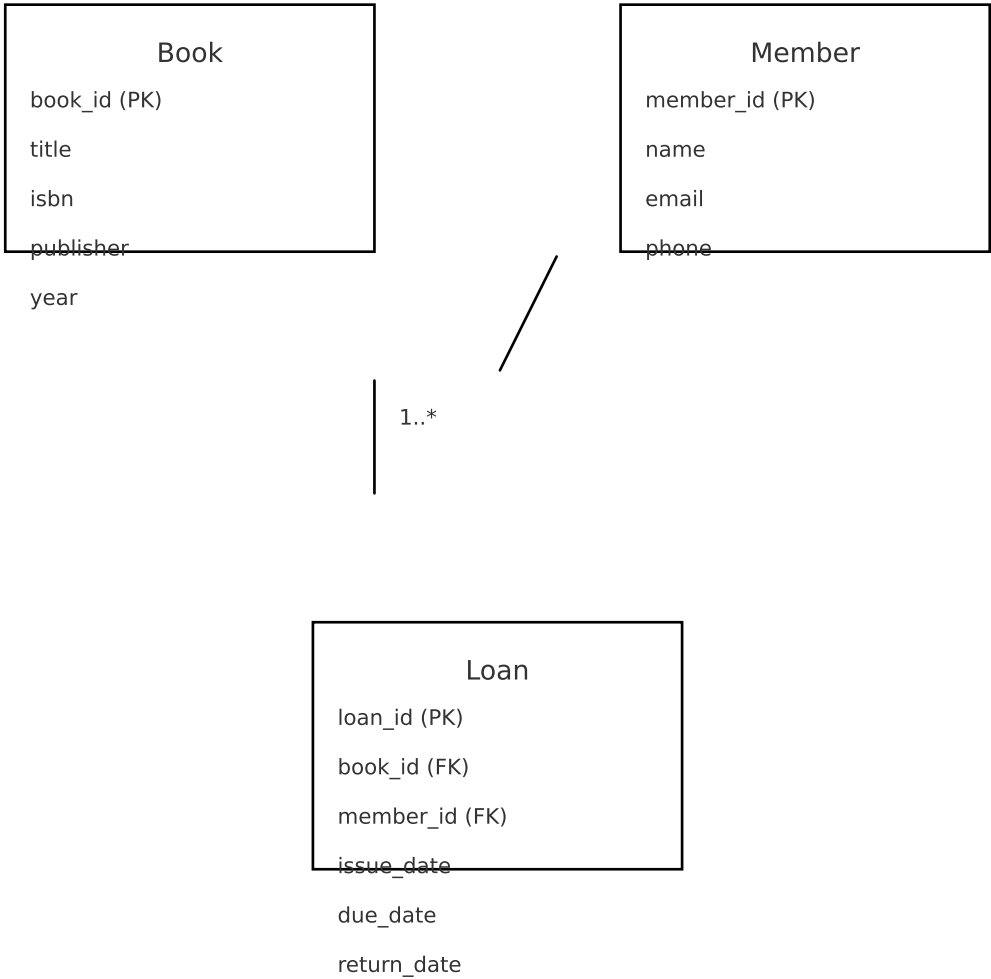 Book
book_id (PK)
title
isbn
publisher
year
Member
member_id (PK)
name
email
phone
1..*
Loan
loan_id (PK)
book_id (FK)
member_id (FK)
issue_date
due_date
return_date